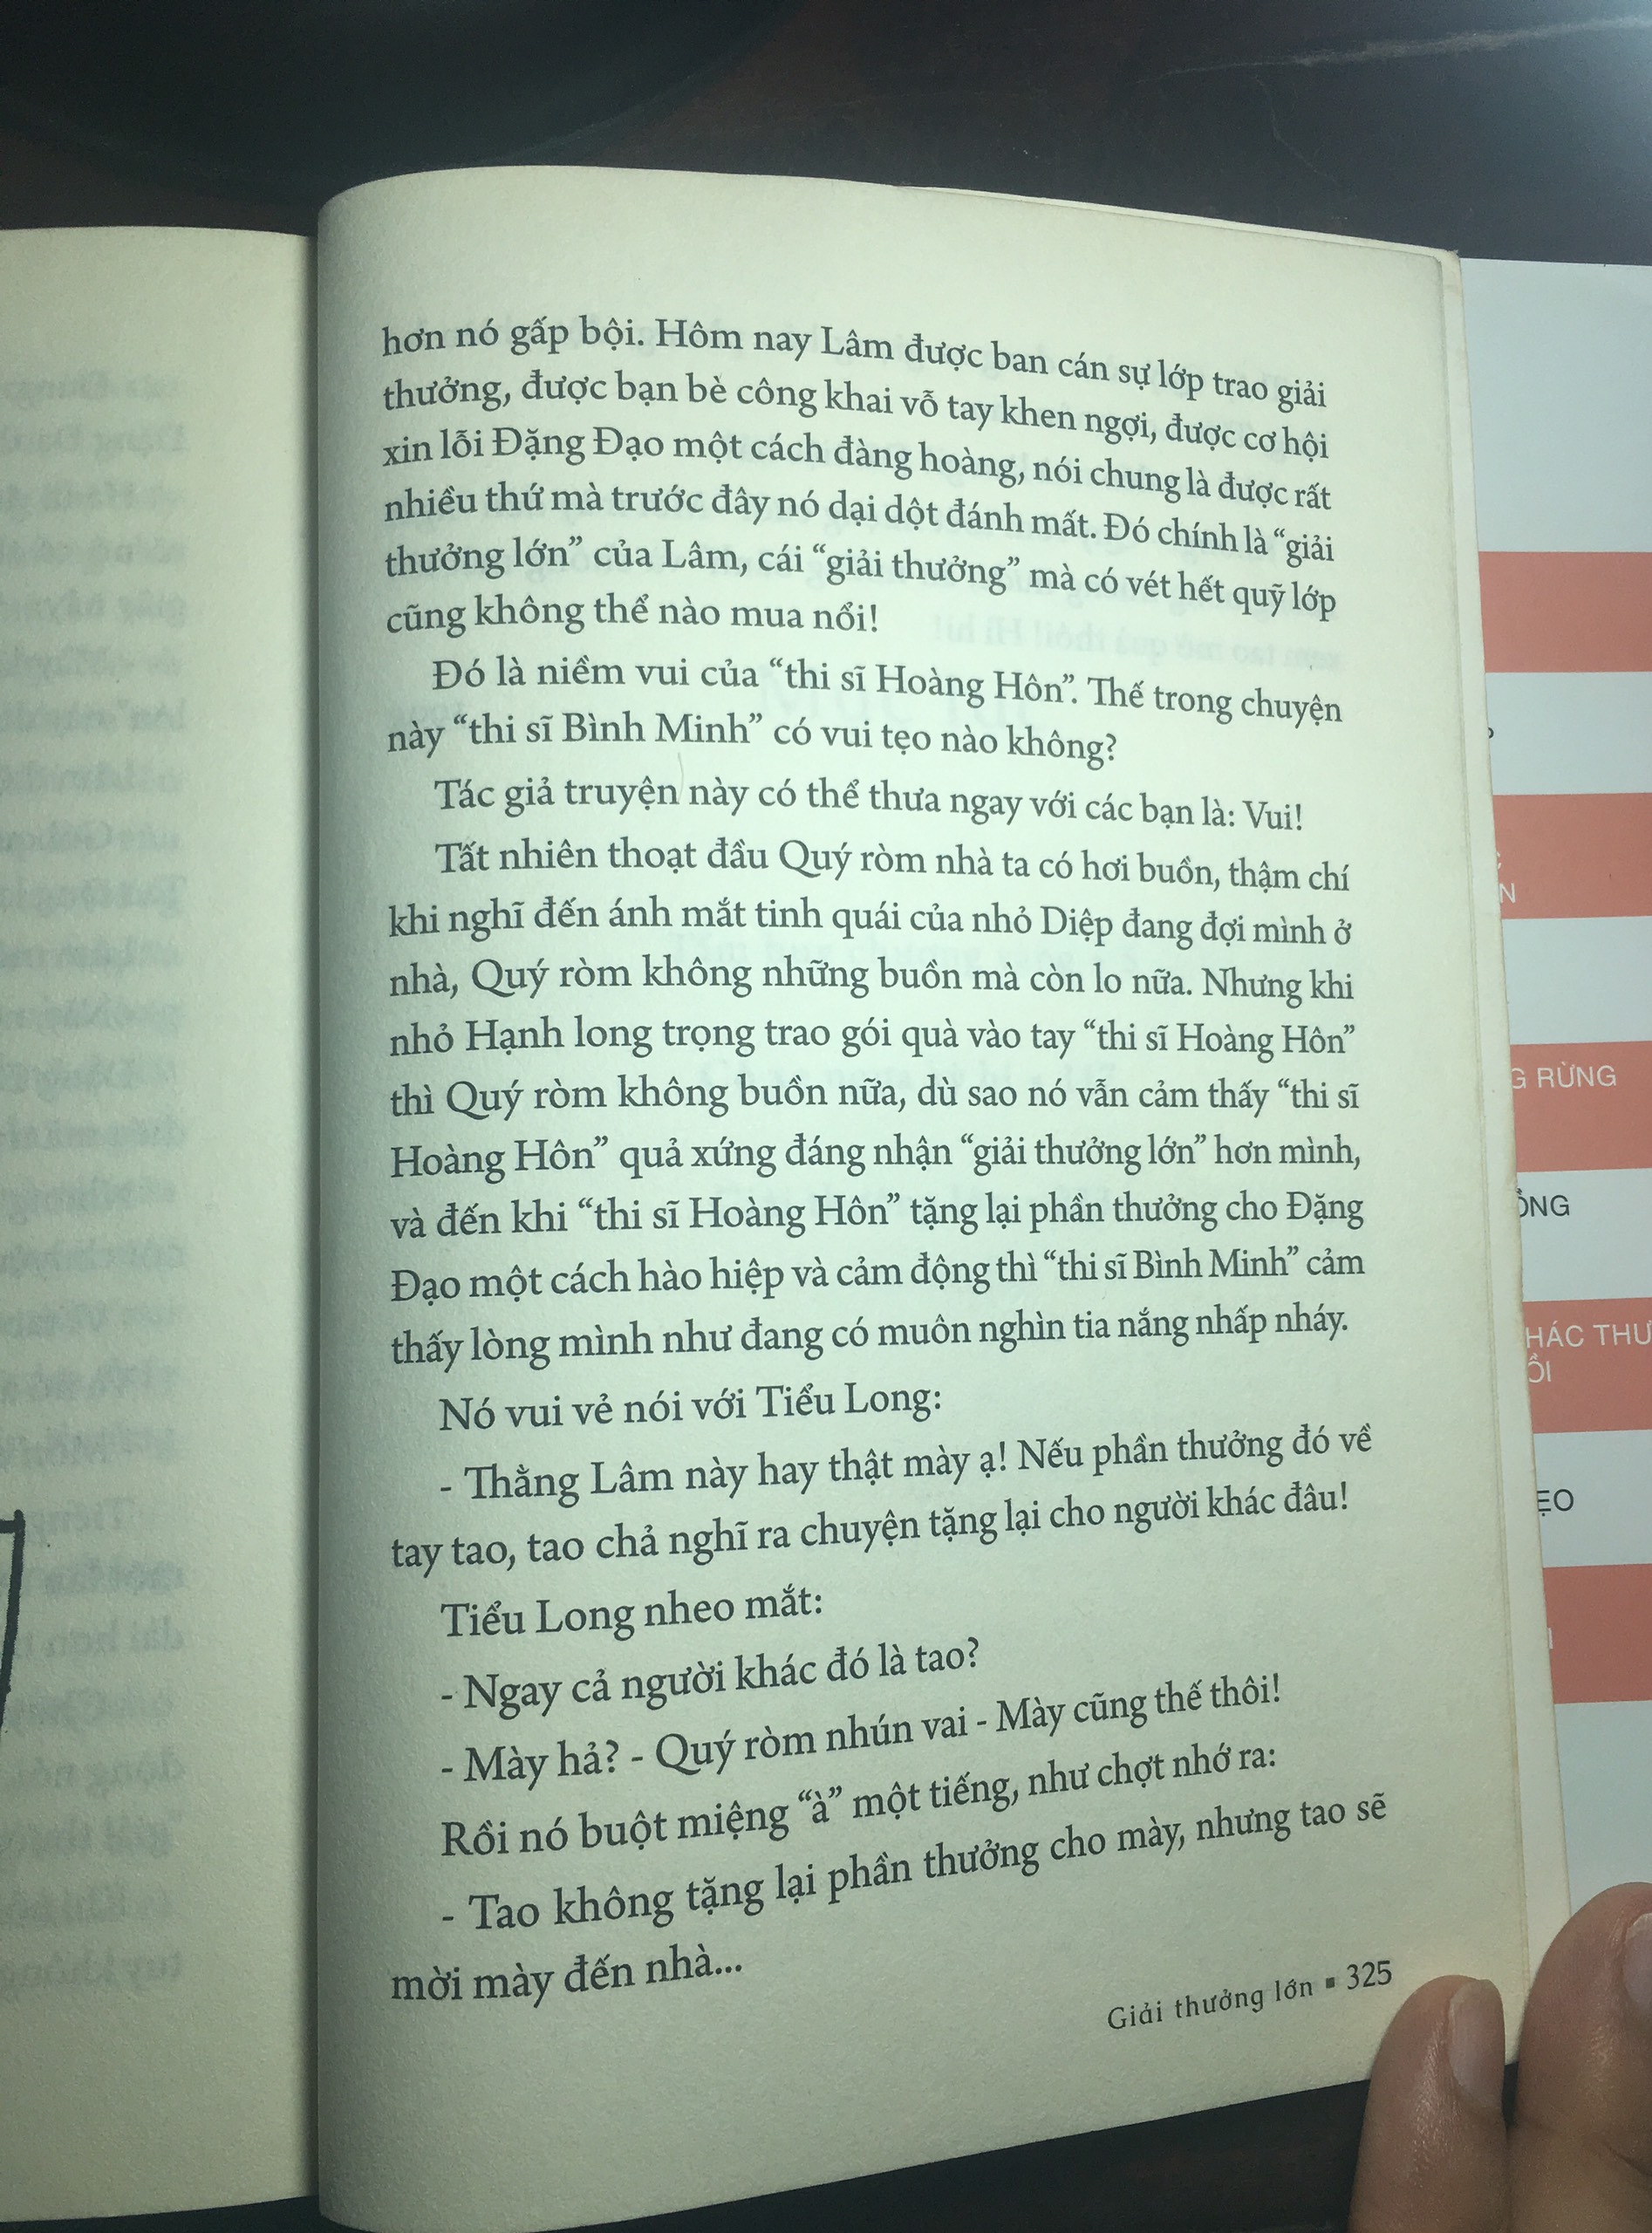 hơn nó gấp bội. Hôm nay Lâm được ban cán sự lớp trao giải
thưởng, được bạn bè công khai vỗ tay khen ngợi, được cơ hội
xin lỗi Đặng Đạo một cách đàng hoàng, nói chung là được rất
nhiều thứ mà trước đây nó dại dột đánh mất. Đó chính là “giải
thưởng lớn” của Lâm, cái “giải thưởng” mà có vét hết quỹ lớp
cũng không thể nào mua nổi!
Đó là niềm vui của “thi sĩ Hoàng Hôn”. Thế trong chuyện
này “thi sĩ Bình Minh” có vui tẹo nào không?
Tác giả truyện này có thể thưa ngay với các bạn là: Vui!
Tất nhiên thoạt đầu Quý ròm nhà ta có hơi buồn, thậm chí
khi nghĩ đến ánh mắt tinh quái của nhỏ Diệp đang đợi mình ở
nhà, Quý ròm không những buồn mà còn lo nữa. Nhưng khi
nhỏ Hạnh long trọng trao gói quà vào tay “thi sĩ Hoàng Hôn”
thì Quý ròm không buồn nữa, dù sao nó vẫn cảm thấy “thi sĩ
Hoàng Hôn” quả xứng đáng nhận “giải thưởng lớn” hơn mình,
và đến khi “thi sĩ Hoàng Hôn” tặng lại phần thưởng cho Đặng
Đạo một cách hào hiệp và cảm động thì “thi sĩ Bình Minh” cảm
thấy lòng mình như đang có muôn nghìn tia nắng nhấp nháy.
Nó vui vẻ nói với Tiểu Long:
- Thằng Lâm này hay thật mày ạ! Nếu phần thưởng đó về
tay tao, tao chả nghĩ ra chuyện tặng lại cho người khác đâu!
Tiểu Long nheo mắt:
- Ngay cả người khác đó là tao?
- Mày hả? - Quý ròm nhún vai - Mày cũng thế thôi!
Rồi nó buột miệng “à” một tiếng, như chợt nhớ ra:
- Tao không tặng lại phần thưởng cho mày, nhưng tao sẽ
mời mày đến nhà...
Giải thưởng lớn ▪ 325
RỪNG
HÁC THƯ